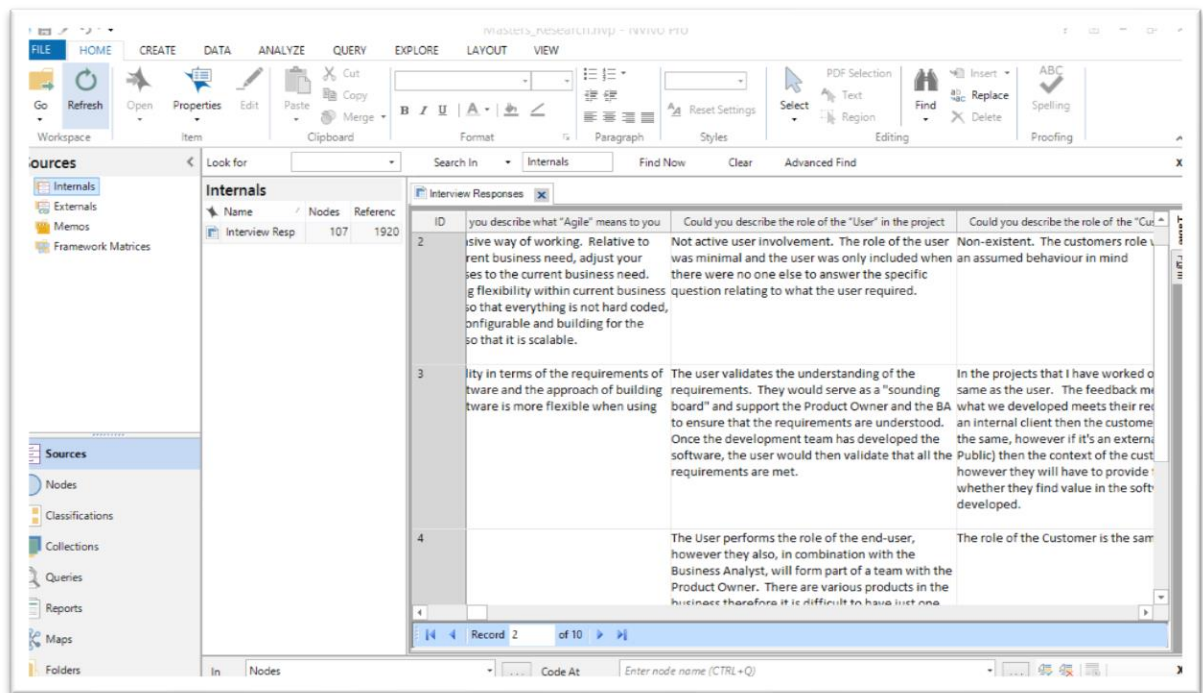 Masters_Research.nvp - NVivo Pro
FILE HOME CREATE DATA ANALYZE QUERY EXPLORE LAYOUT VIEW
Go Refresh Open Properties Edit Paste Cut Copy Merge
B I U A
Reset Settings
Select PDF Selection Text Region Find Insert Replace Delete
ABC Spelling
Workspace Item Clipboard Format Paragraph Styles Editing Proofing
ources
Internals
Externals
Memos
Framework Matrices
Sources
Nodes
Classifications
Collections
Queries
Reports
Maps
Folders
Look for Search In Internals Find Now Clear Advanced Find x
Internals
Name Nodes Referenc
Interview Resp 107 1920
Interview Responses x
ID you describe what "Agile" means to you Could you describe the role of the "User" in the project Could you describe the role of the "Cus
2
sive way of working. Relative to
rent business need, adjust your
ses to the current business need.
g flexibility within current business
so that everything is not hard coded,
onfigurable and building for the
so that it is scalable.
Not active user involvement. The role of the user
was minimal and the user was only included when
there were no one else to answer the specific
question relating to what the user required.
Non-existent. The customers role
an assumed behaviour in mind
3
lity in terms of the requirements of
tware and the approach of building
tware is more flexible when using
The user validates the understanding of the
requirements. They would serve as a "sounding
board" and support the Product Owner and the BA
to ensure that the requirements are understood.
Once the development team has developed the
software, the user would then validate that all the
requirements are met.
In the projects that I have worked o
same as the user. The feedback me
what we developed meets their req
an internal client then the custome
the same, however if it's an externa
Public) then the context of the cust
however they will have to provide
whether they find value in the soft
developed.
4
The User performs the role of the end-user,
however they also, in combination with the
Business Analyst, will form part of a team with the
Product Owner. There are various products in the
business therefore it is difficult to have just one
The role of the Customer is the sam
Record 2 of 10
In Nodes ... Code At Enter node name (CTRL+Q) ... x